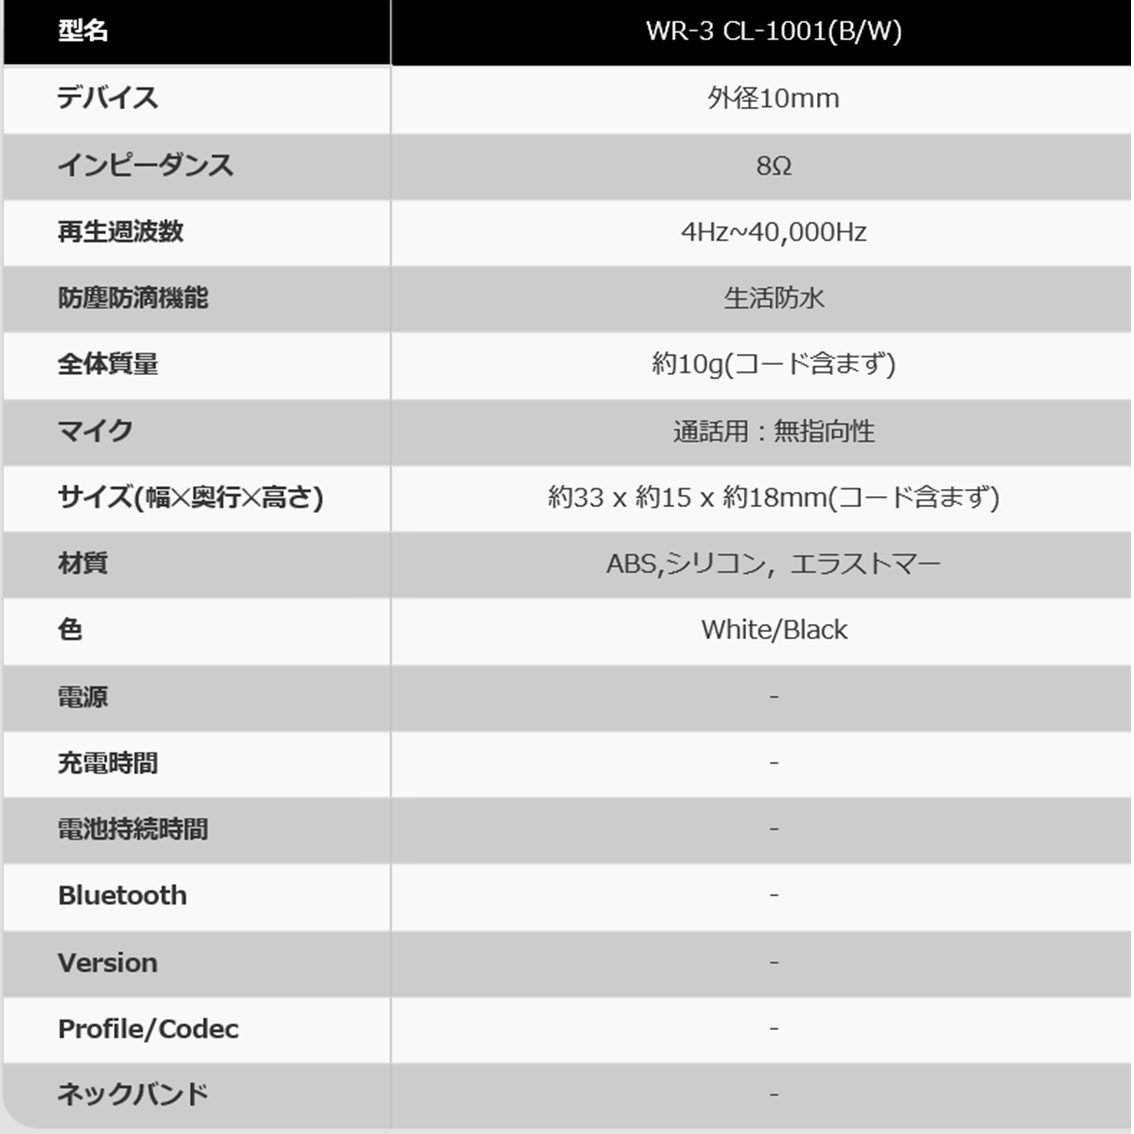 型名 WR-3 CL-1001(B/W)
デバイス 外径10mm
インピーダンス 8Ω
再生週波数 4Hz~40,000Hz
防塵防滴機能 生活防水
全体質量 約10g(コード含まず)
マイク 通話用：無指向性
サイズ(幅×奥行×高さ) 約33 x 約15 x 約18mm(コード含まず)
材質 ABS,シリコン, エラストマー
色 White/Black
電源 -
充電時間 -
電池持続時間 -
Bluetooth -
Version -
Profile/Codec -
ネックバンド -